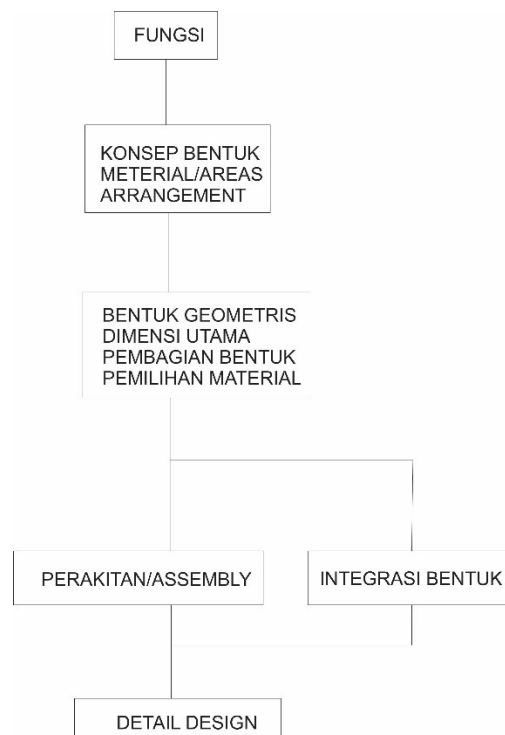 FUNGSI
KONSEP BENTUK
METERIAL/AREAS
ARRANGEMENT
BENTUK GEOMETRIS
DIMENSI UTAMA
PEMBAGIAN BENTUK
PEMILIHAN MATERIAL
PERAKITAN/ASSEMBLY
INTEGRASI BENTUK
DETAIL DESIGN